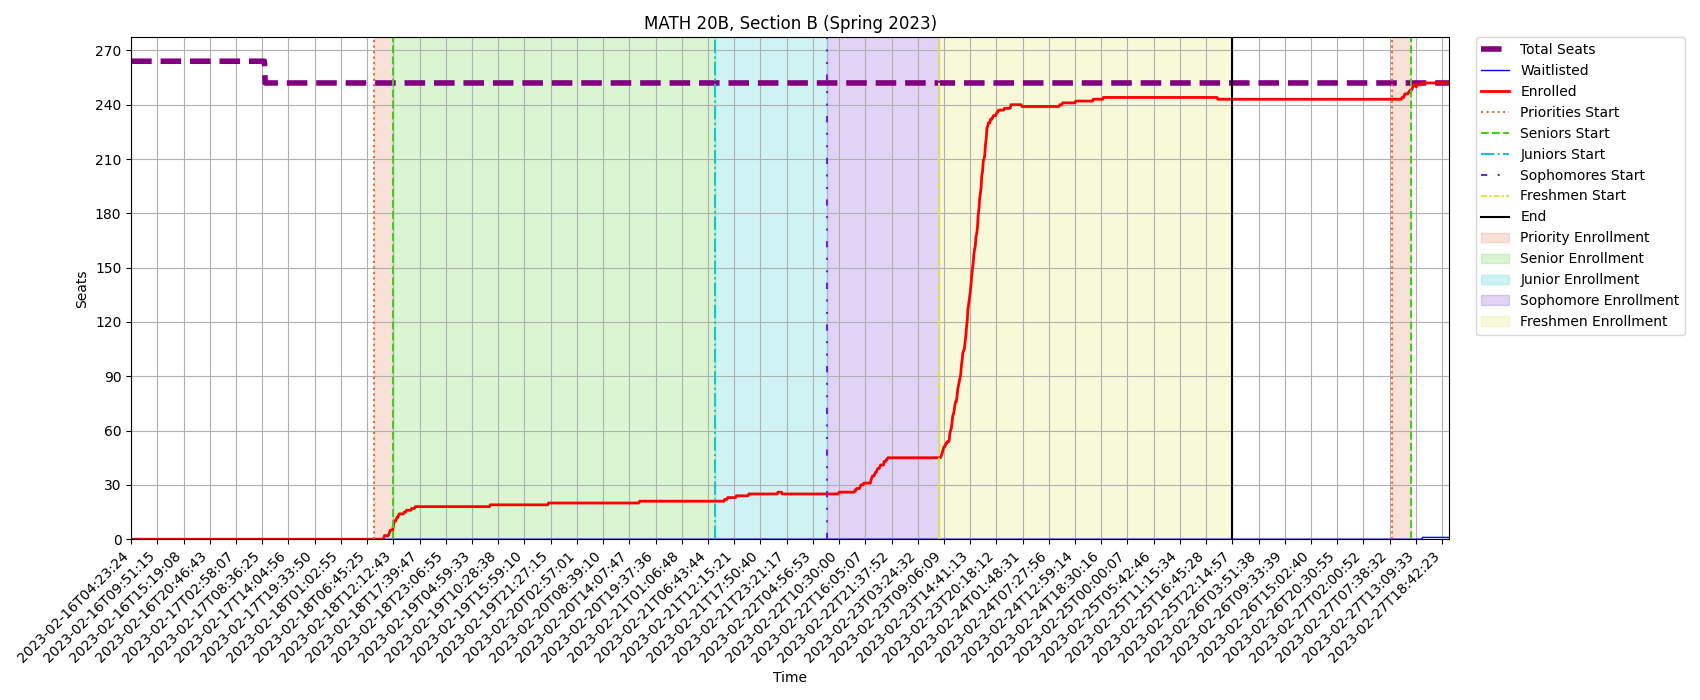 MATH 20B, Section B (Spring 2023)
270
240
210
180
150
120
90
60
30
0
Seats
2023-02-16T04:23:24
2023-02-16T09:51:15
2023-02-16T15:19:08
2023-02-16T20:46:43
2023-02-17T02:58:07
2023-02-17T08:36:25
2023-02-17T14:04:56
2023-02-17T19:33:50
2023-02-18T01:02:55
2023-02-18T06:45:25
2023-02-18T12:12:43
2023-02-18T17:39:47
2023-02-18T23:06:55
2023-02-19T04:59:33
2023-02-19T10:28:38
2023-02-19T15:59:10
2023-02-19T21:27:15
2023-02-20T02:57:01
2023-02-20T08:39:10
2023-02-20T14:07:47
2023-02-20T19:37:36
2023-02-21T01:06:48
2023-02-21T06:43:44
2023-02-21T12:15:21
2023-02-21T17:50:40
2023-02-21T23:21:17
2023-02-22T04:56:53
2023-02-22T10:30:00
2023-02-22T16:05:07
2023-02-22T21:37:52
2023-02-23T03:24:32
2023-02-23T09:06:09
2023-02-23T14:41:13
2023-02-23T20:18:12
2023-02-24T01:48:31
2023-02-24T07:27:56
2023-02-24T12:59:14
2023-02-24T18:30:16
2023-02-25T00:00:07
2023-02-25T05:42:46
2023-02-25T11:15:34
2023-02-25T16:45:28
2023-02-25T22:14:57
2023-02-26T03:51:38
2023-02-26T09:33:39
2023-02-26T15:02:40
2023-02-26T20:30:55
2023-02-27T02:00:52
2023-02-27T07:38:32
2023-02-27T13:09:33
2023-02-27T18:42:23
Time
Total Seats
Waitlisted
Enrolled
Priorities Start
Seniors Start
Juniors Start
Sophomores Start
Freshmen Start
End
Priority Enrollment
Senior Enrollment
Junior Enrollment
Sophomore Enrollment
Freshmen Enrollment